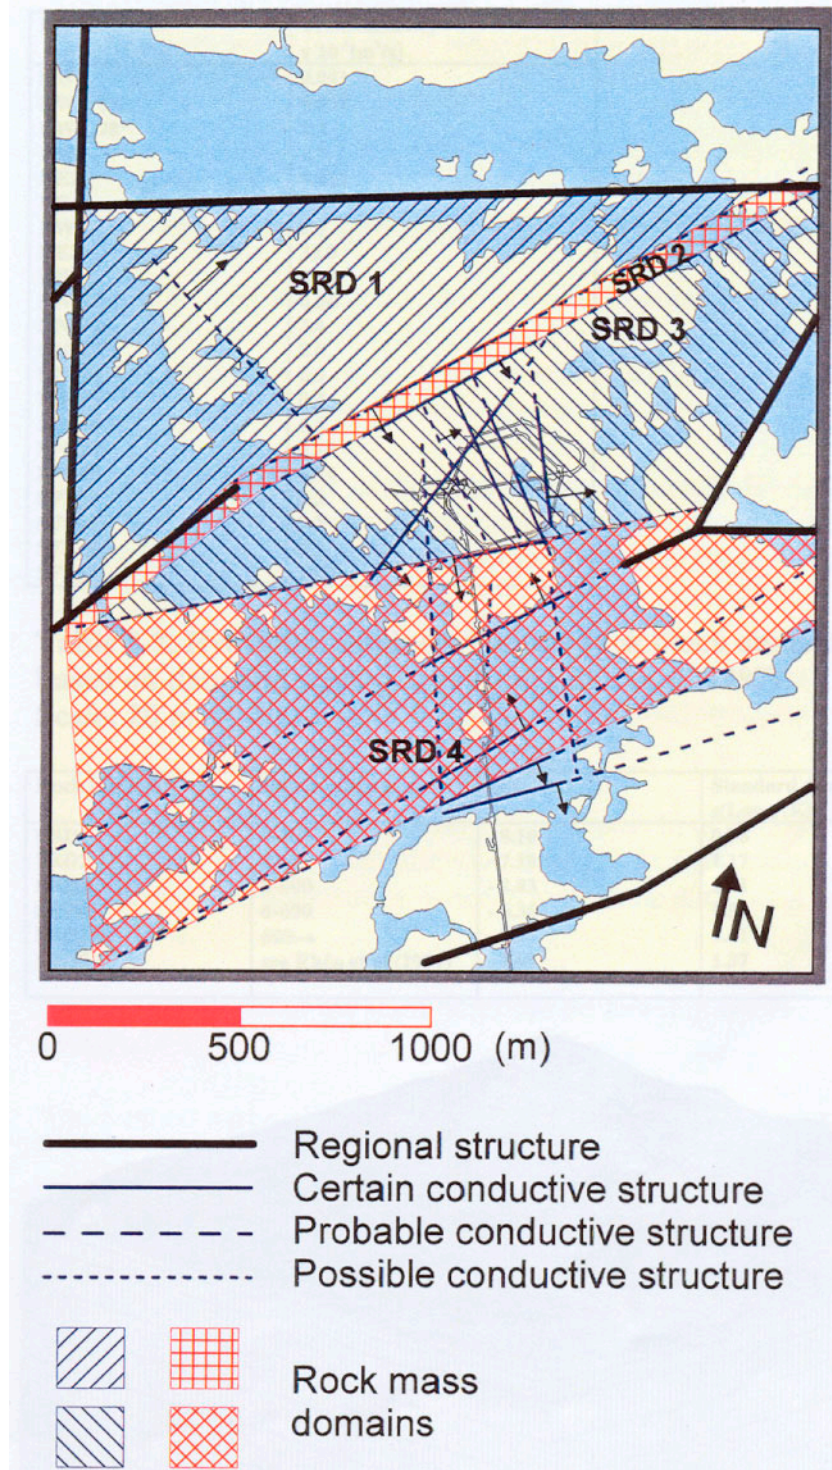 SRD 1
SRD 2
SRD 3
SRD 4
N
0 500 1000 (m)
Regional structure
Certain conductive structure
Probable conductive structure
Possible conductive structure
Rock mass
domains